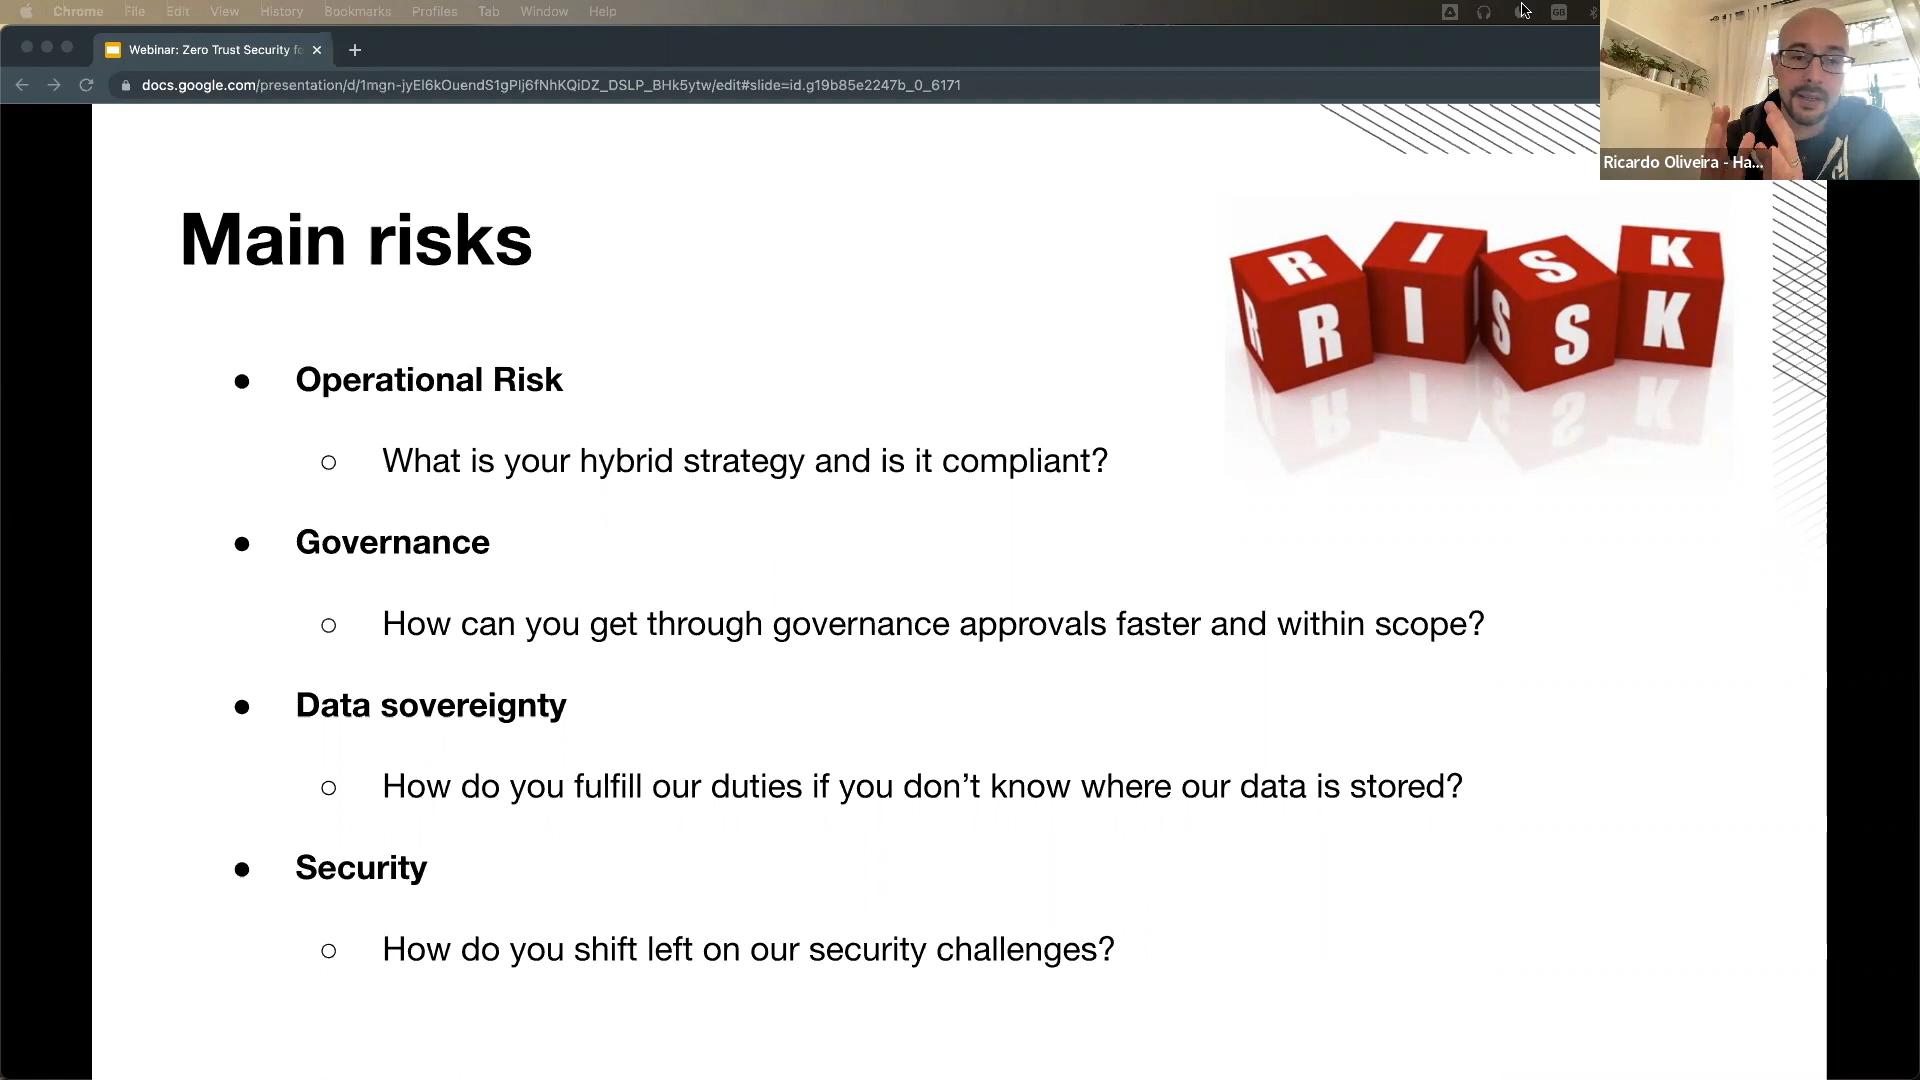 Chrome File Edit View History Bookmarks Profiles Tab Window Help
GB
Webinar: Zero Trust Security fo
docs.google.com/presentation/d/1mgn-jyEl6kOuendS1gPlj6fNhKQiDZ_DSLP_BHk5ytw/edit#slide=id.g19b85e2247b_0_6171
Ricardo Oliveira - Ha...
Main risks
R I S K
R R I S S K
● Operational Risk
○ What is your hybrid strategy and is it compliant?
● Governance
○ How can you get through governance approvals faster and within scope?
● Data sovereignty
○ How do you fulfill our duties if you don’t know where our data is stored?
● Security
○ How do you shift left on our security challenges?